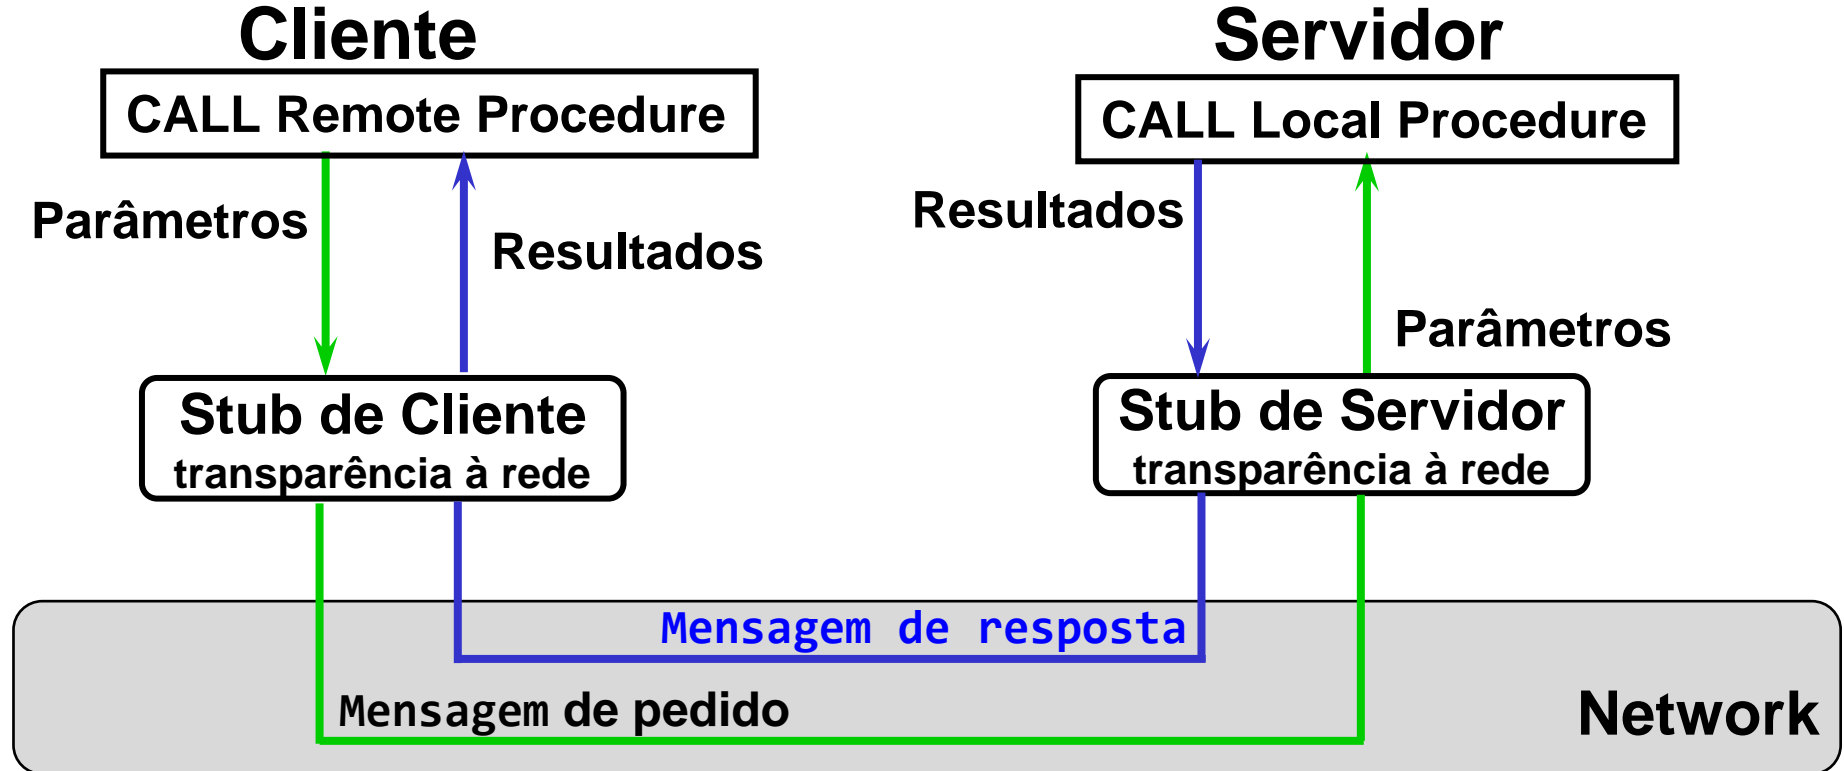 Cliente
Servidor
CALL Remote Procedure
CALL Local Procedure
Parâmetros
Resultados
Resultados
Parâmetros
Stub de Cliente
transparência à rede
Stub de Servidor
transparência à rede
Mensagem de resposta
Mensagem de pedido
Network